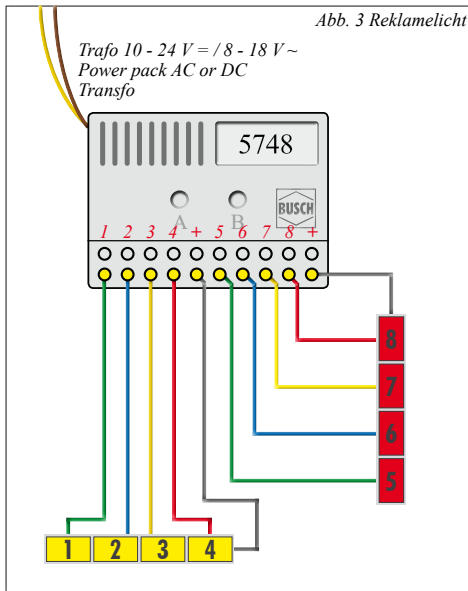 Abb. 3 Reklamelicht
Trafo 10 - 24 V = / 8 - 18 V ~
Power pack AC or DC
Transfo
5748
BUSCH
A B
1 2 3 4 + 5 6 7 8 +
8
7
6
5
1 2 3 4